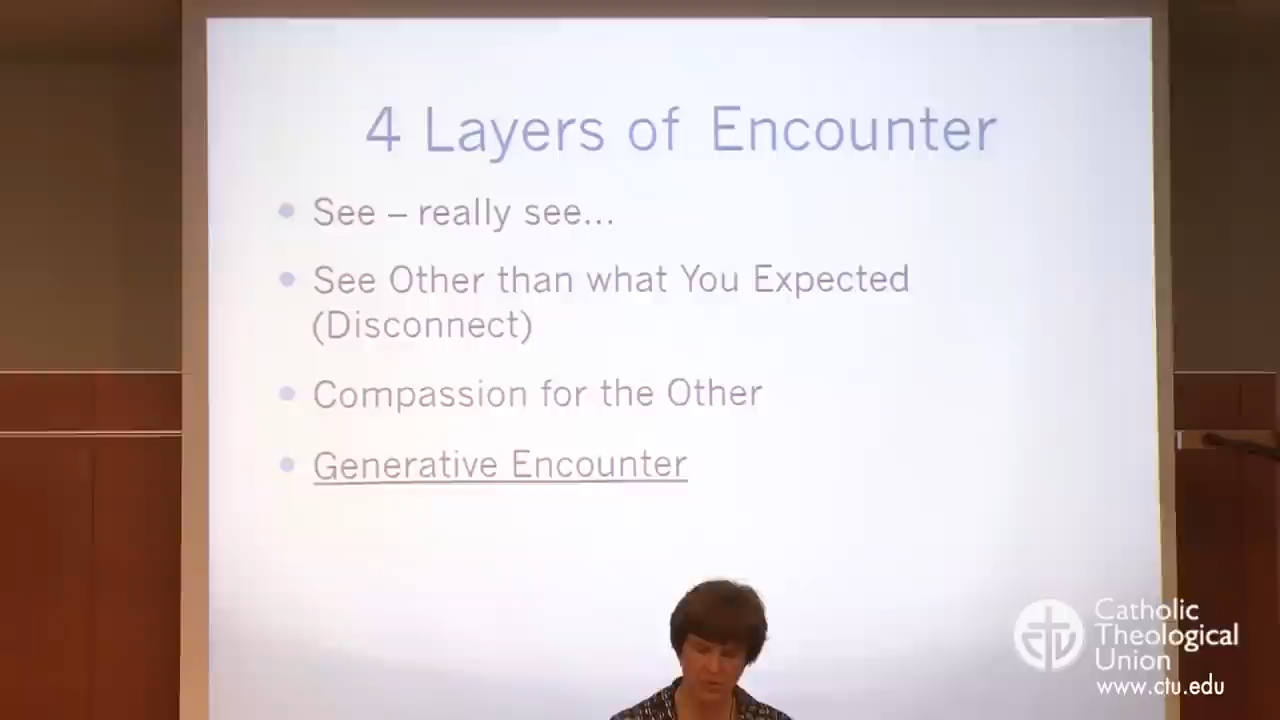 4 Layers of Encounter
• See – really see...
• See Other than what You Expected
(Disconnect)
• Compassion for the Other
• Generative Encounter
Catholic
Theological
Union
www.ctu.edu